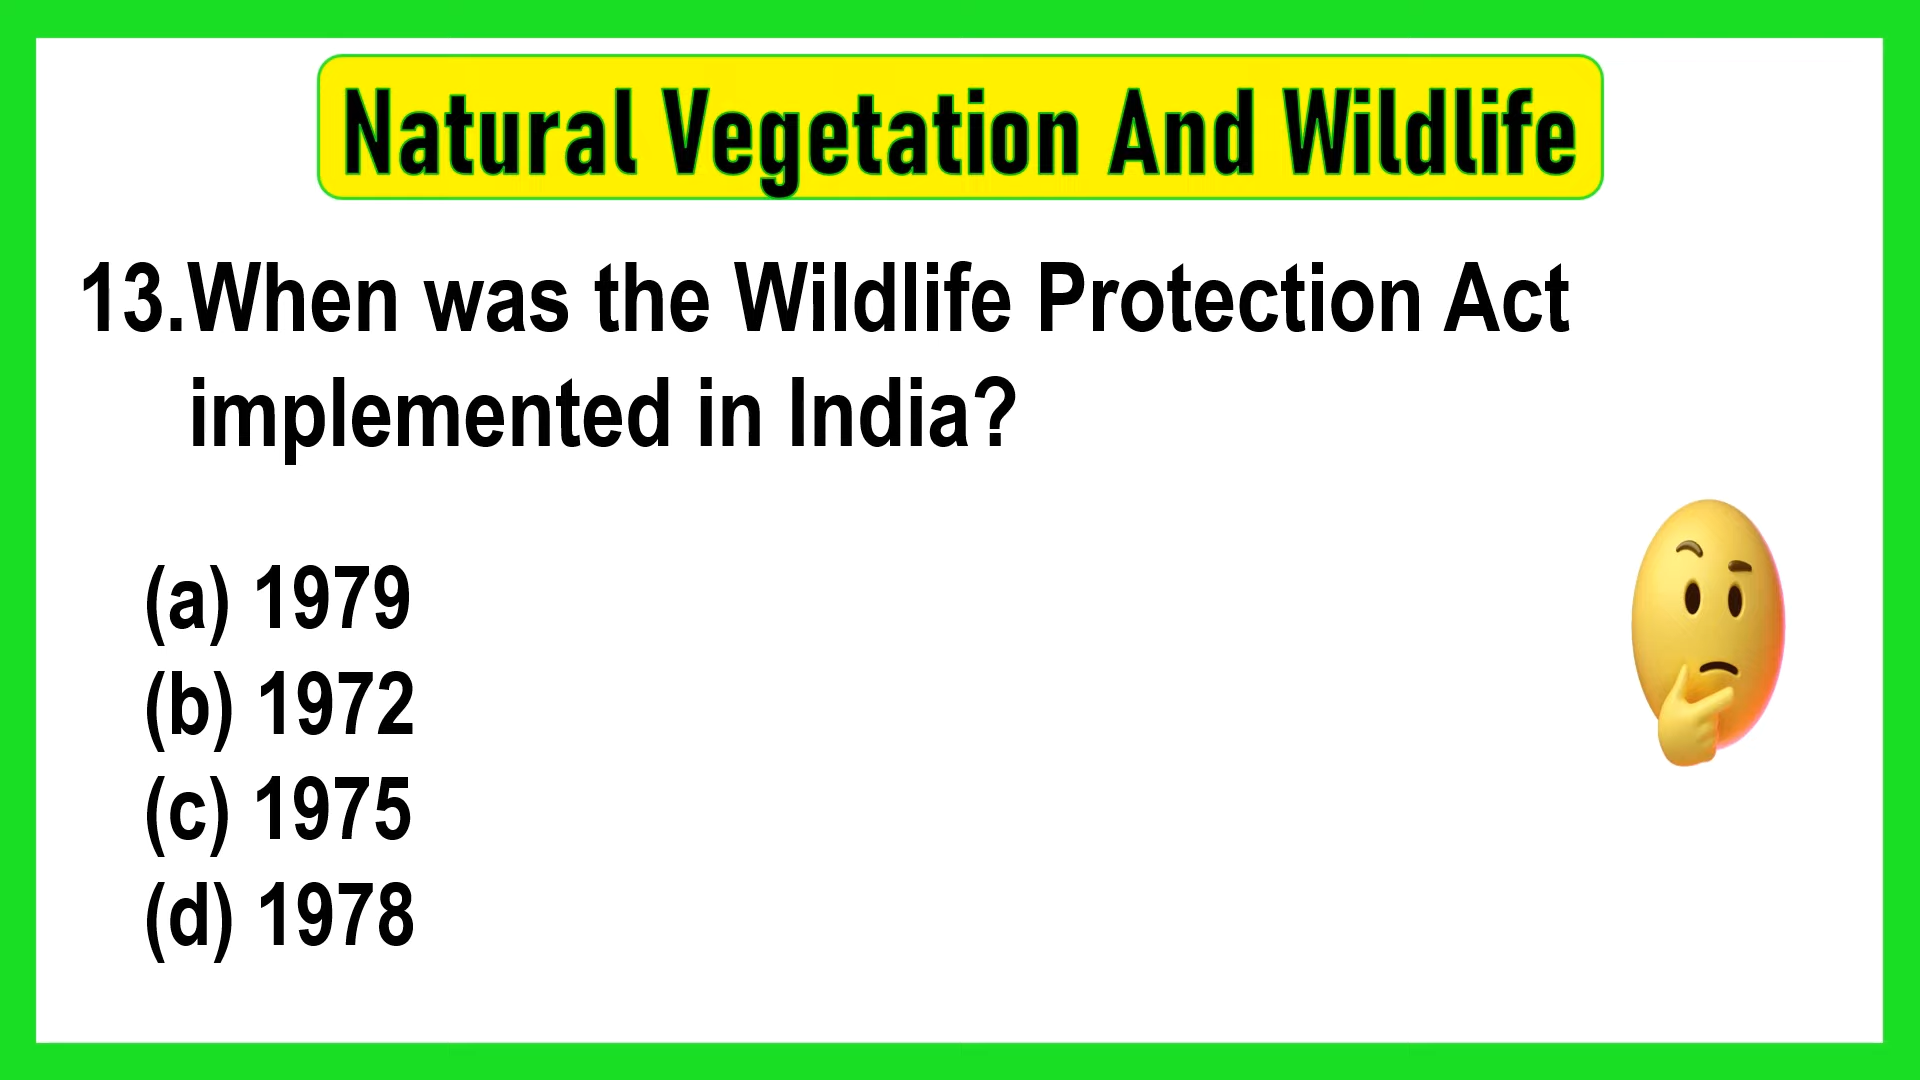 Natural Vegetation And Wildlife
13.When was the Wildlife Protection Act
implemented in India?
(a) 1979
(b) 1972
(c) 1975
(d) 1978